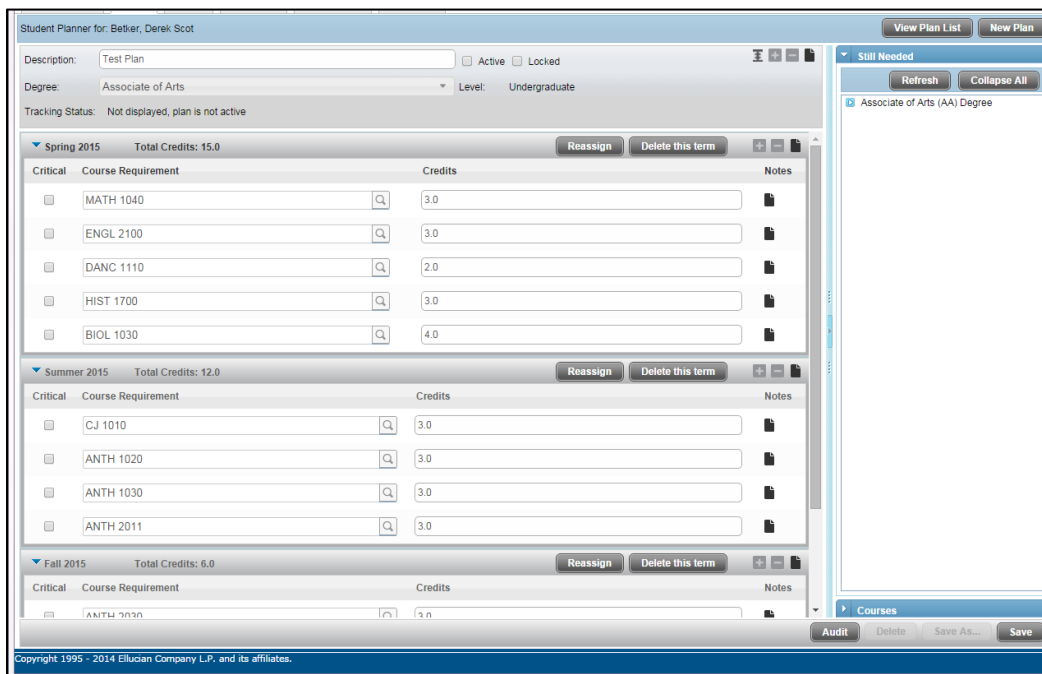 Student Planner for: Betker, Derek Scot
View Plan List New Plan
Description: Test Plan Active Locked
Degree: Associate of Arts Level: Undergraduate
Tracking Status: Not displayed, plan is not active
Still Needed
Refresh Collapse All
Associate of Arts (AA) Degree
Spring 2015 Total Credits: 15.0 Reassign Delete this term
Critical Course Requirement Credits Notes
MATH 1040 3.0
ENGL 2100 3.0
DANC 1110 2.0
HIST 1700 3.0
BIOL 1030 4.0
Summer 2015 Total Credits: 12.0 Reassign Delete this term
Critical Course Requirement Credits Notes
CJ 1010 3.0
ANTH 1020 3.0
ANTH 1030 3.0
ANTH 2011 3.0
Fall 2015 Total Credits: 6.0 Reassign Delete this term
Critical Course Requirement Credits Notes
ANTH 2030 3.0
Courses
Audit Delete Save As... Save
Copyright 1995 - 2014 Ellucian Company L.P. and its affiliates.